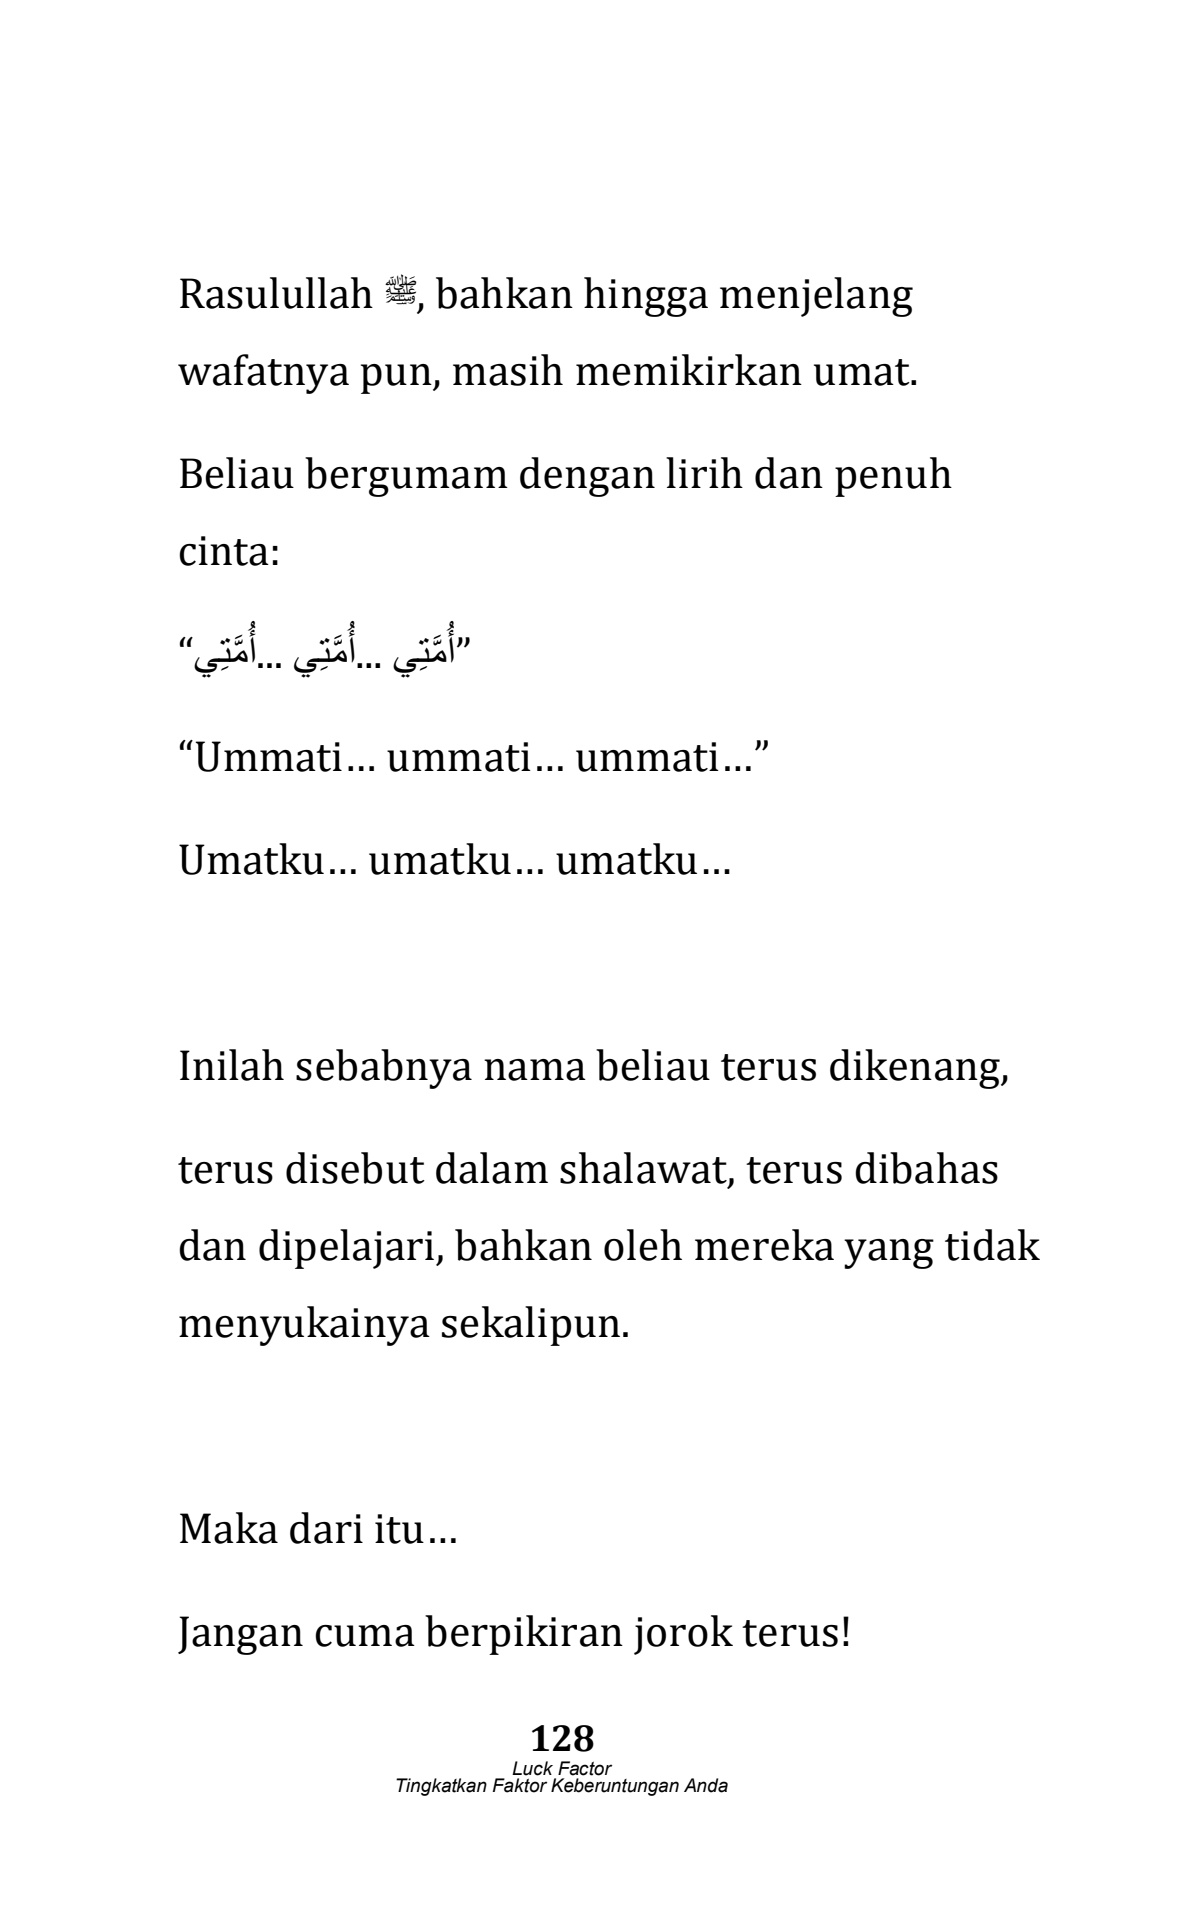 Rasulullah ﷺ, bahkan hingga menjelang
wafatnya pun, masih memikirkan umat.
Beliau bergumam dengan lirih dan penuh
cinta:
“أُمَّتِي... أُمَّتِي... أُمَّتِي”
“Ummati… ummati… ummati…”
Umatku… umatku… umatku…
Inilah sebabnya nama beliau terus dikenang,
terus disebut dalam shalawat, terus dibahas
dan dipelajari, bahkan oleh mereka yang tidak
menyukainya sekalipun.
Maka dari itu…
Jangan cuma berpikiran jorok terus!
128
Luck Factor
Tingkatkan Faktor Keberuntungan Anda